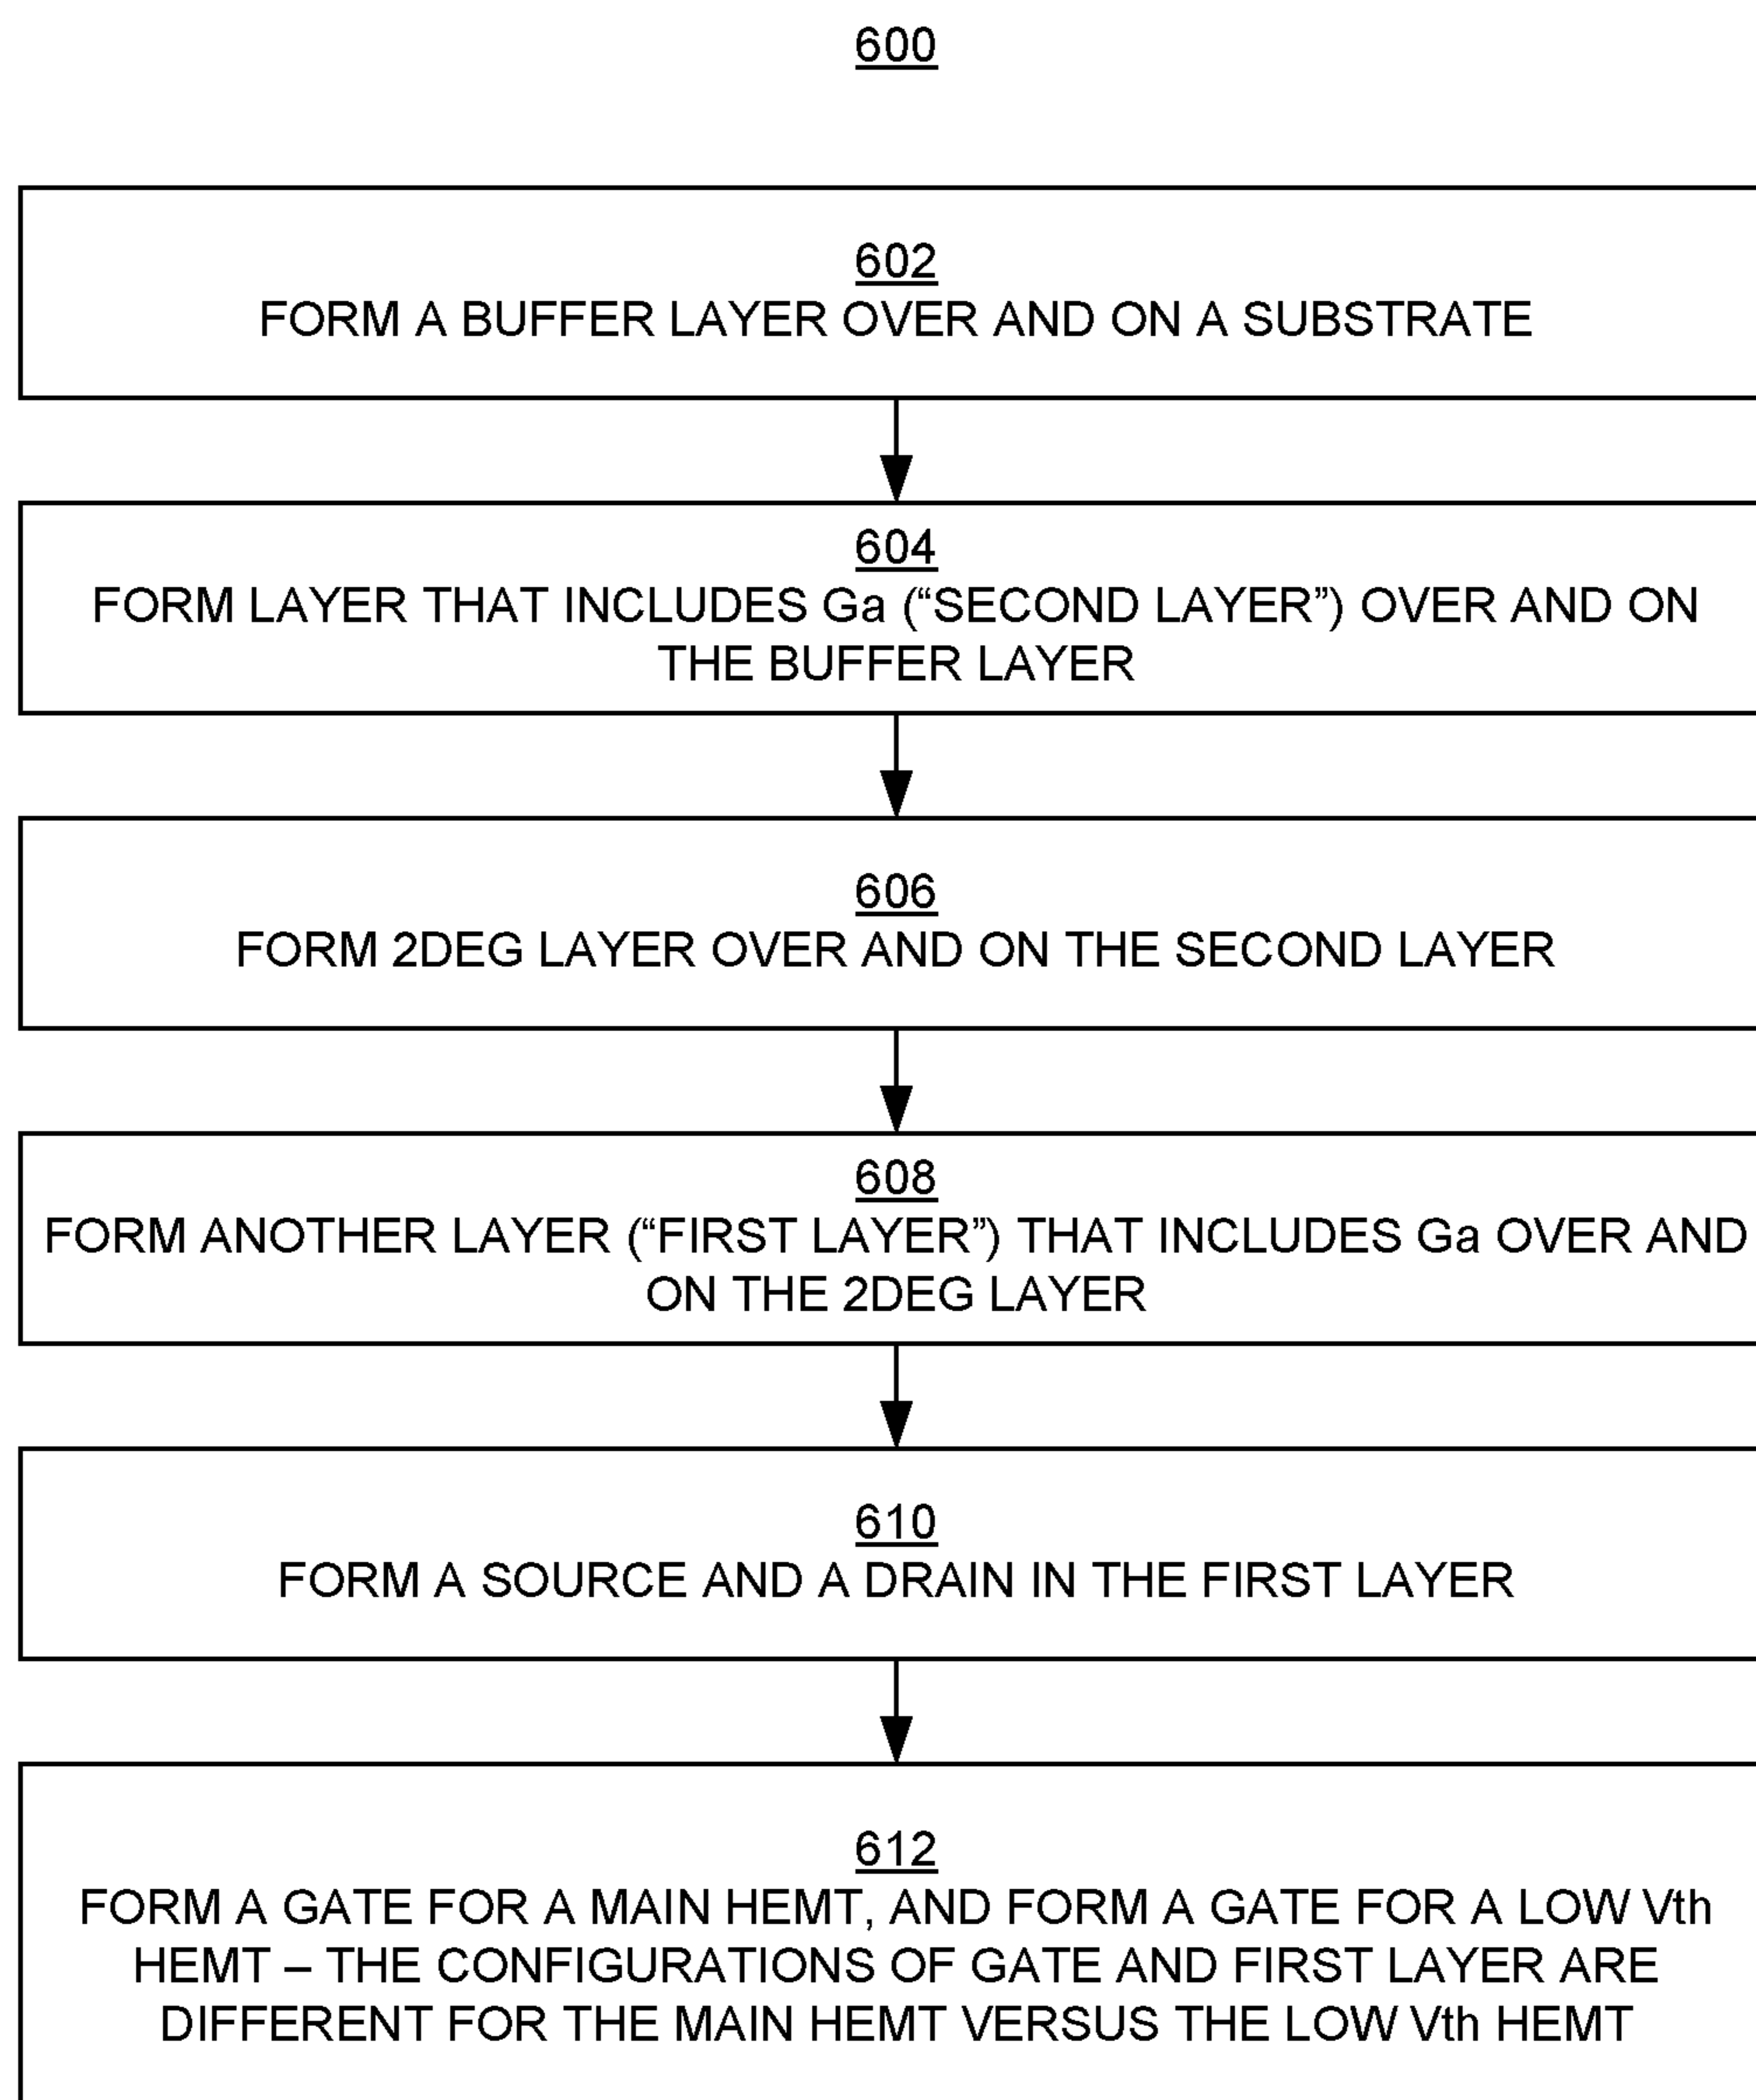 600
602
FORM A BUFFER LAYER OVER AND ON A SUBSTRATE
604
FORM LAYER THAT INCLUDES Ga (“SECOND LAYER”) OVER AND ON
THE BUFFER LAYER
606
FORM 2DEG LAYER OVER AND ON THE SECOND LAYER
608
FORM ANOTHER LAYER (“FIRST LAYER”) THAT INCLUDES Ga OVER AND
ON THE 2DEG LAYER
610
FORM A SOURCE AND A DRAIN IN THE FIRST LAYER
612
FORM A GATE FOR A MAIN HEMT, AND FORM A GATE FOR A LOW Vth
HEMT – THE CONFIGURATIONS OF GATE AND FIRST LAYER ARE
DIFFERENT FOR THE MAIN HEMT VERSUS THE LOW Vth HEMT